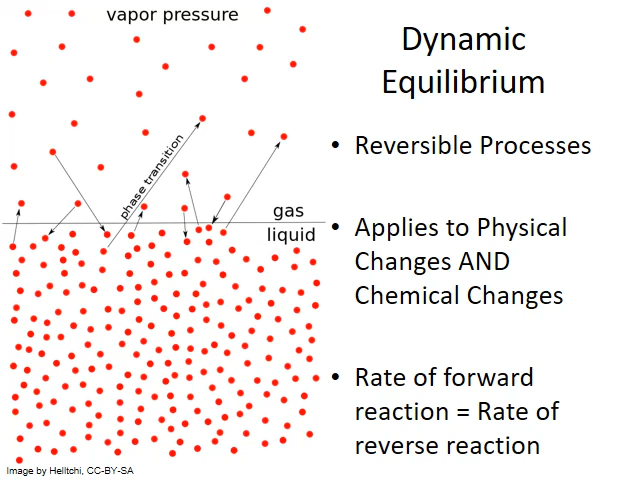 vapor pressure
phase transition
gas
liquid
Image by Helltchi, CC-BY-SA
Dynamic
Equilibrium
• Reversible Processes
• Applies to Physical
Changes AND
Chemical Changes
• Rate of forward
reaction = Rate of
reverse reaction